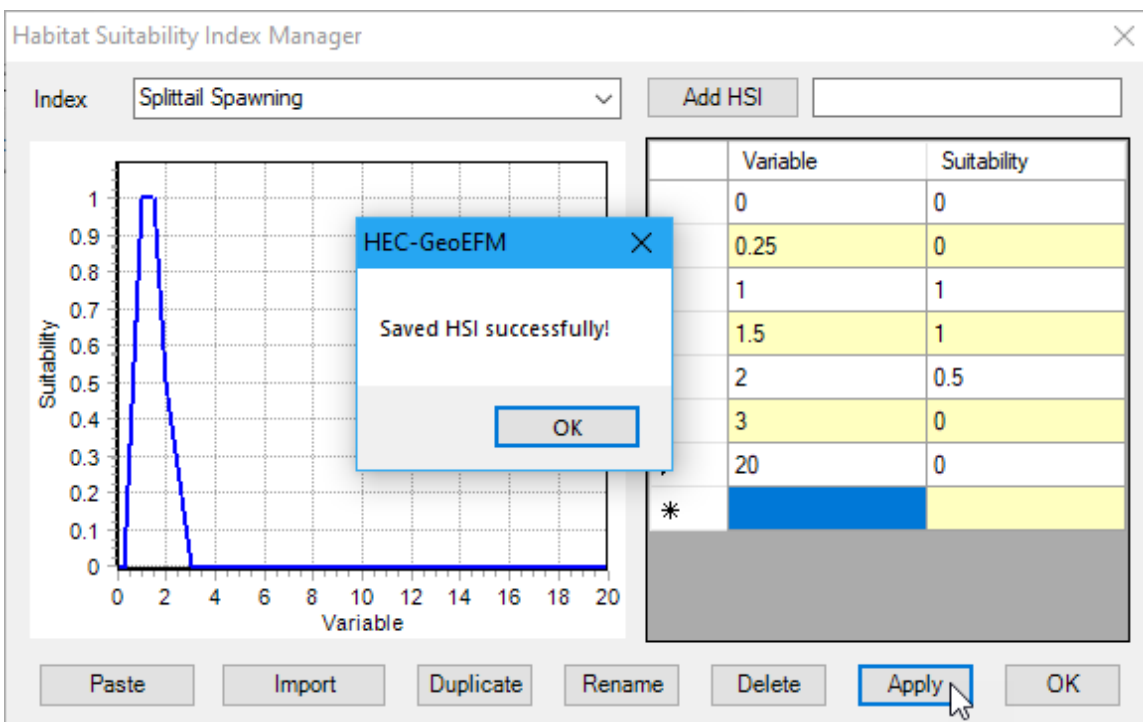 Habitat Suitability Index Manager
Index Splittail Spawning Add HSI
Variable Suitability
0 0
0.25 0
1 1
1.5 1
2 0.5
3 0
20 0
*
1
0.9
0.8
0.7
0.6
0.5
0.4
0.3
0.2
0.1
0
Suitability
0 2 4 6 8 10 12 14 16 18 20
Variable
HEC-GeoEFM
Saved HSI successfully!
OK
Paste Import Duplicate Rename Delete Apply OK